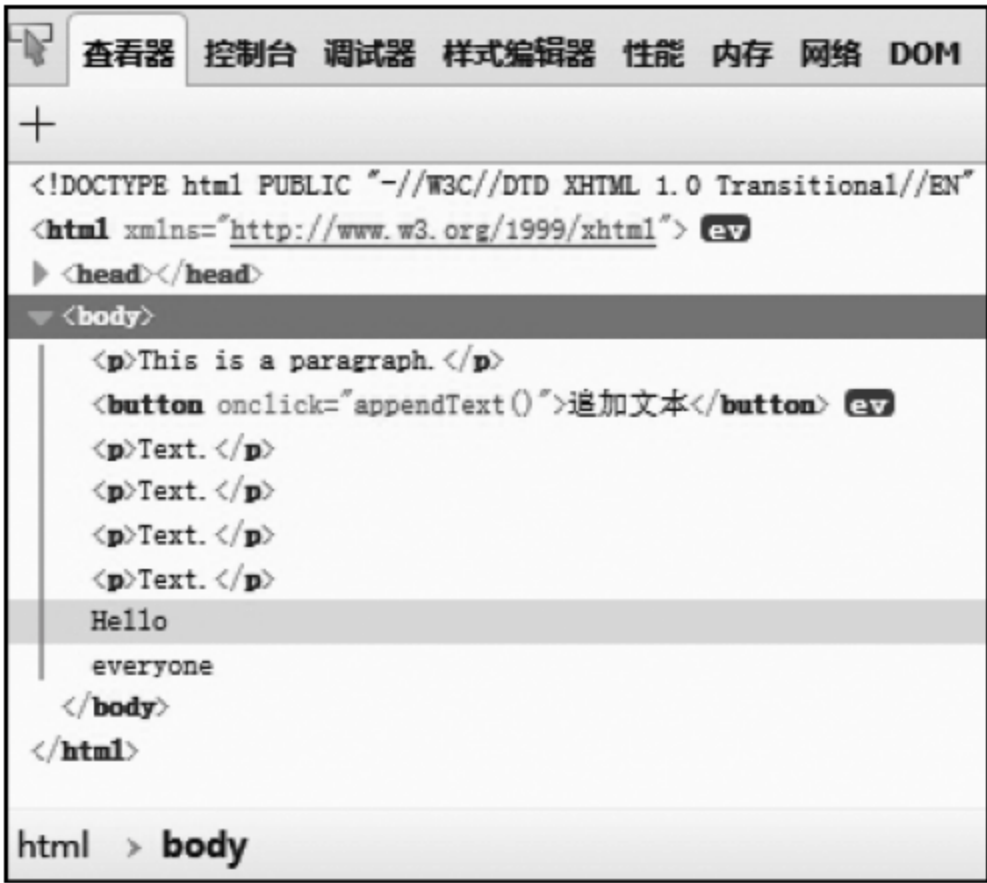 查看器 控制台 调试器 样式编辑器 性能 内存 网络 DOM
+
<!DOCTYPE html PUBLIC "-//W3C//DTD XHTML 1.0 Transitional//EN"
<html xmlns="http://www.w3.org/1999/xhtml"> ev
<head></head>
<body>
<p>This is a paragraph.</p>
<button onclick="appendText()">追加文本</button> ev
<p>Text.</p>
<p>Text.</p>
<p>Text.</p>
<p>Text.</p>
Hello
everyone
</body>
</html>
html > body